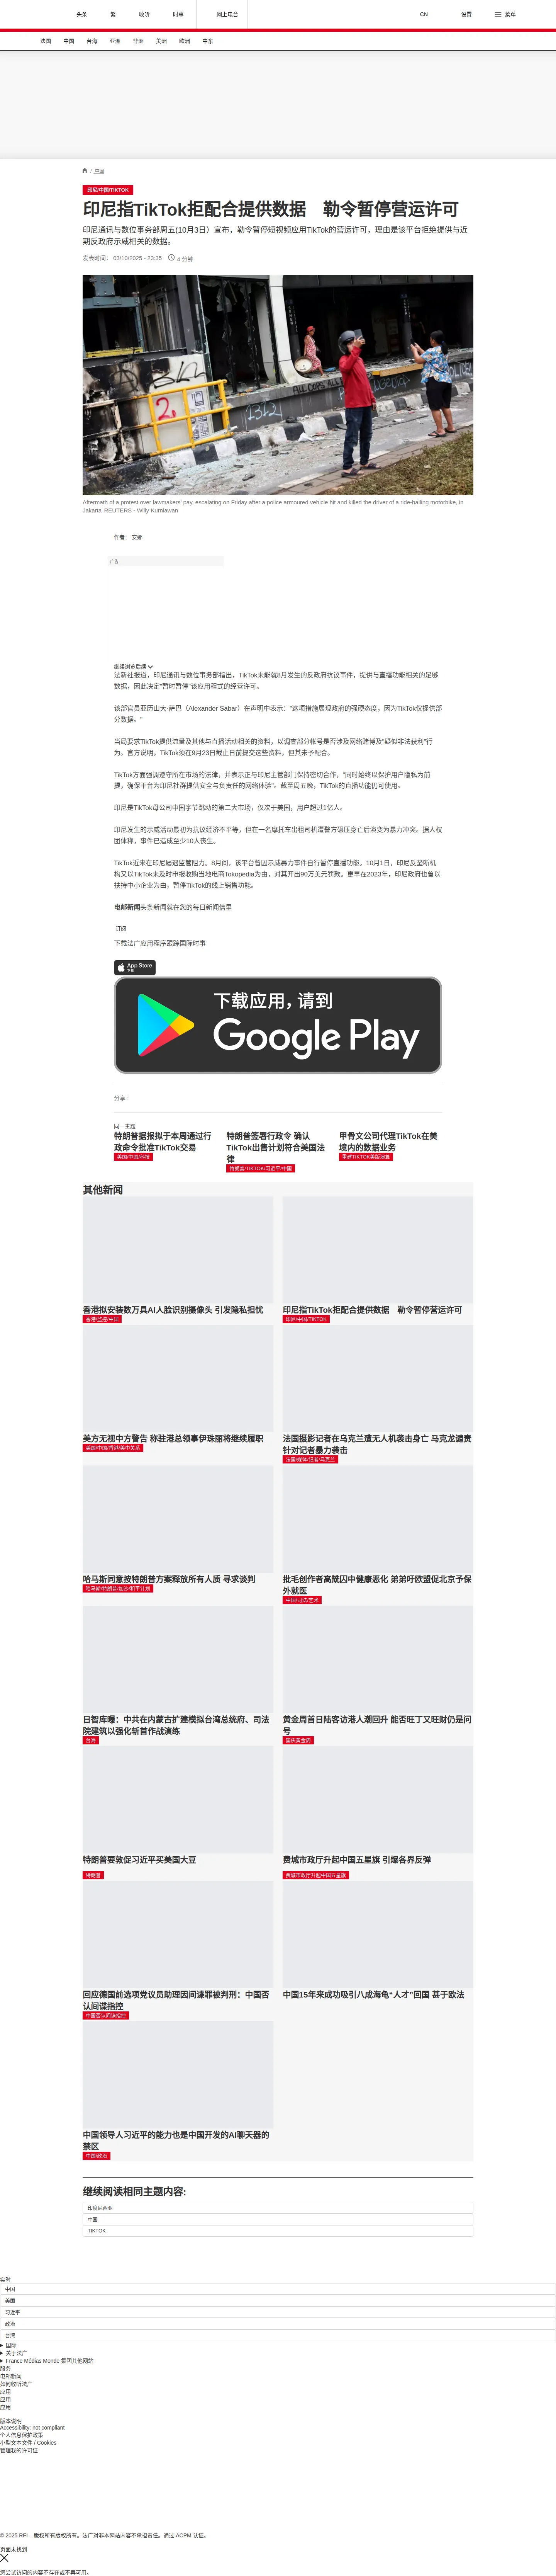 头条
繁
收听
时事
网上电台
CN
设置
菜单
法国
中国
台海
亚洲
非洲
美洲
欧洲
中东
/ 中国
印尼/中国/TIKTOK
印尼指TikTok拒配合提供数据　勒令暂停营运许可
印尼通讯与数位事务部周五(10月3日）宣布，勒令暂停短视频应用TikTok的营运许可，理由是该平台拒绝提供与近
期反政府示威相关的数据。
发表时间： 03/10/2025 - 23:35
4 分钟
Aftermath of a protest over lawmakers' pay, escalating on Friday after a police armoured vehicle hit and killed the driver of a ride-hailing motorbike, in
Jakarta REUTERS - Willy Kurniawan
作者： 安娜
广告
继续浏览后续
法新社报道，印尼通讯与数位事务部指出，TikTok未能就8月发生的反政府抗议事件，提供与直播功能相关的足够
数据，因此决定"暂时暂停"该应用程式的经营许可。
该部官员亚历山大·萨巴（Alexander Sabar）在声明中表示："这项措施展现政府的强硬态度，因为TikTok仅提供部
分数据。"
当局要求TikTok提供流量及其他与直播活动相关的资料，以调查部分帐号是否涉及网络赌博及"疑似非法获利"行
为。官方说明，TikTok须在9月23日截止日前提交这些资料，但其未予配合。
TikTok方面强调遵守所在市场的法律，并表示正与印尼主管部门保持密切合作，"同时始终以保护用户隐私为前
提，确保平台为印尼社群提供安全与负责任的网络体验"。截至周五晚，TikTok的直播功能仍可使用。
印尼是TikTok母公司中国字节跳动的第二大市场，仅次于美国，用户超过1亿人。
印尼发生的示威活动最初为抗议经济不平等，但在一名摩托车出租司机遭警方碾压身亡后演变为暴力冲突。据人权
团体称，事件已造成至少10人丧生。
TikTok近来在印尼屡遇监管阻力。8月间，该平台曾因示威暴力事件自行暂停直播功能。10月1日，印尼反垄断机
构又以TikTok未及时申报收购当地电商Tokopedia为由，对其开出90万美元罚款。更早在2023年，印尼政府也曾以
扶持中小企业为由，暂停TikTok的线上销售功能。
电邮新闻头条新闻就在您的每日新闻信里
订阅
下载法广应用程序跟踪国际时事
App Store
下载
下载应用，请到
Google Play
分享 :
同一主题
特朗普据报拟于本周通过行
政命令批准TikTok交易
美国/中国/科技
特朗普签署行政令 确认
TikTok出售计划符合美国法
律
特朗普/TIKTOK/习近平/中国
甲骨文公司代理TikTok在美
境内的数据业务
重建TIKTOK美版演算
其他新闻
香港拟安装数万具AI人脸识别摄像头 引发隐私担忧
香港/监控/中国
印尼指TikTok拒配合提供数据　勒令暂停营运许可
印尼/中国/TIKTOK
美方无视中方警告 称驻港总领事伊珠丽将继续履职
美国/中国/香港/美中关系
法国摄影记者在乌克兰遭无人机袭击身亡 马克龙谴责
针对记者暴力袭击
法国/媒体/记者/乌克兰
哈马斯同意按特朗普方案释放所有人质 寻求谈判
哈马斯/特朗普/加沙/和平计划
批毛创作者高兟囚中健康恶化 弟弟吁欧盟促北京予保
外就医
中国/司法/艺术
日智库曝：中共在内蒙古扩建模拟台湾总统府、司法
院建筑以强化斩首作战演练
台海
黄金周首日陆客访港人潮回升 能否旺丁又旺财仍是问
号
国庆黄金周
特朗普要敦促习近平买美国大豆
特朗普
费城市政厅升起中国五星旗 引爆各界反弹
费城市政厅升起中国五星旗
回应德国前选项党议员助理因间谍罪被判刑：中国否
认间谍指控
中国否认间谍指控
中国15年来成功吸引八成海龟"人才"回国 甚于欧法
中国领导人习近平的能力也是中国开发的AI聊天器的
禁区
中国/政治
继续阅读相同主题内容:
印度尼西亚
中国
TIKTOK
实时
中国
美国
习近平
政治
台湾
国际
关于法广
France Médias Monde 集团其他网站
服务
电邮新闻
如何收听法广
应用
应用
应用
版本说明
Accessibility: not compliant
个人信息保护政策
小型文本文件 / Cookies
管理我的许可证
© 2025 RFI – 版权所有版权所有。法广对非本网站内容不承担责任。通过 ACPM 认证。
页面未找到
您尝试访问的内容不存在或不再可用。